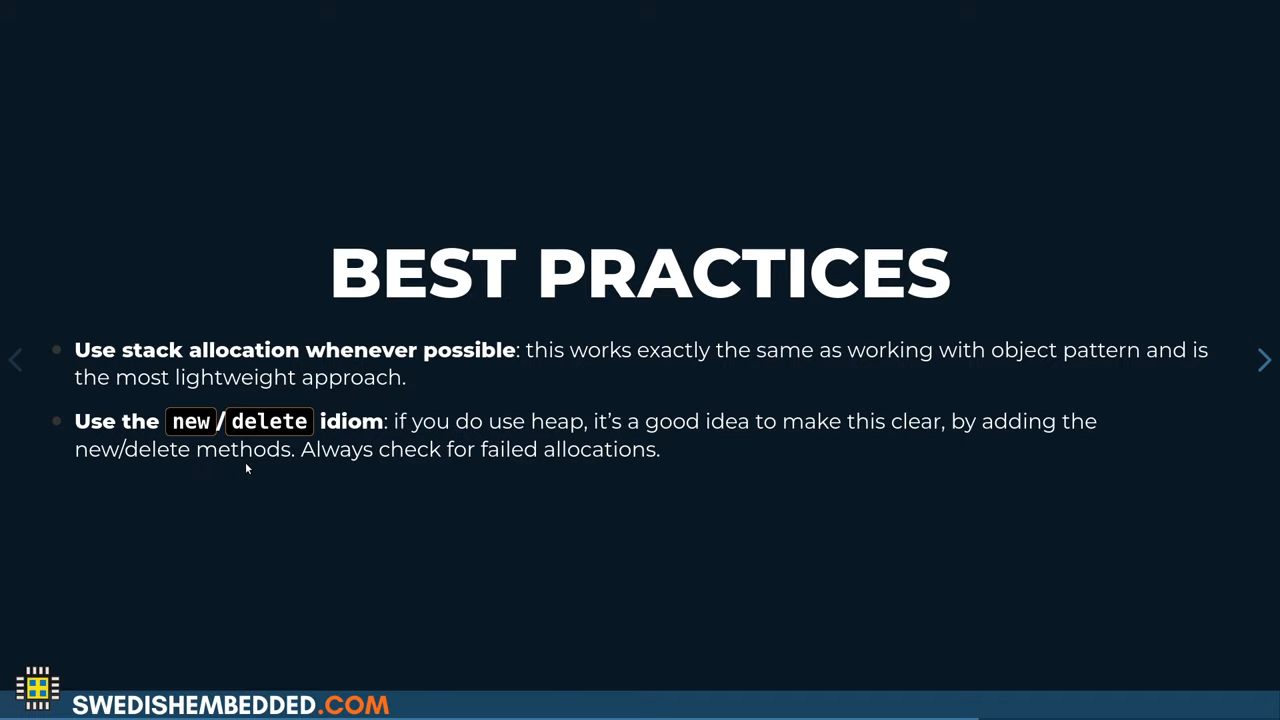 BEST PRACTICES
Use stack allocation whenever possible: this works exactly the same as working with object pattern and is
the most lightweight approach.
Use the new/delete idiom: if you do use heap, it’s a good idea to make this clear, by adding the
new/delete methods. Always check for failed allocations.
SWEDISHEMBEDDED.COM